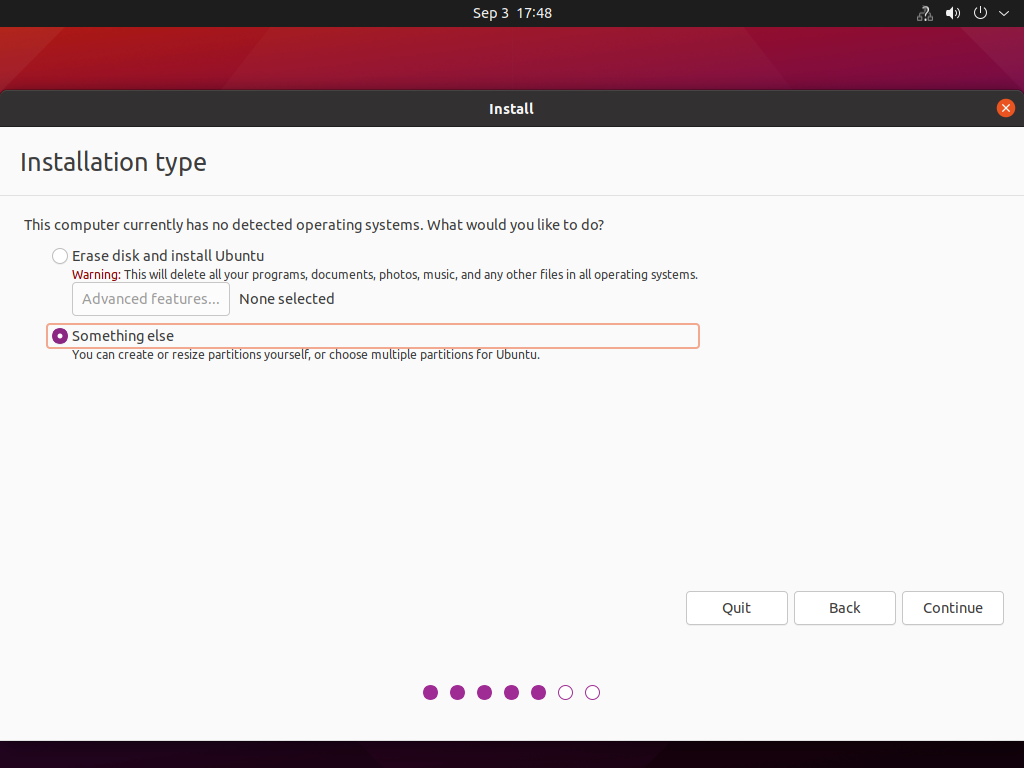 Sep 3 17:48
Install
Installation type
This computer currently has no detected operating systems. What would you like to do?
Erase disk and install Ubuntu
Warning: This will delete all your programs, documents, photos, music, and any other files in all operating systems.
Advanced features... None selected
Something else
You can create or resize partitions yourself, or choose multiple partitions for Ubuntu.
Quit Back Continue